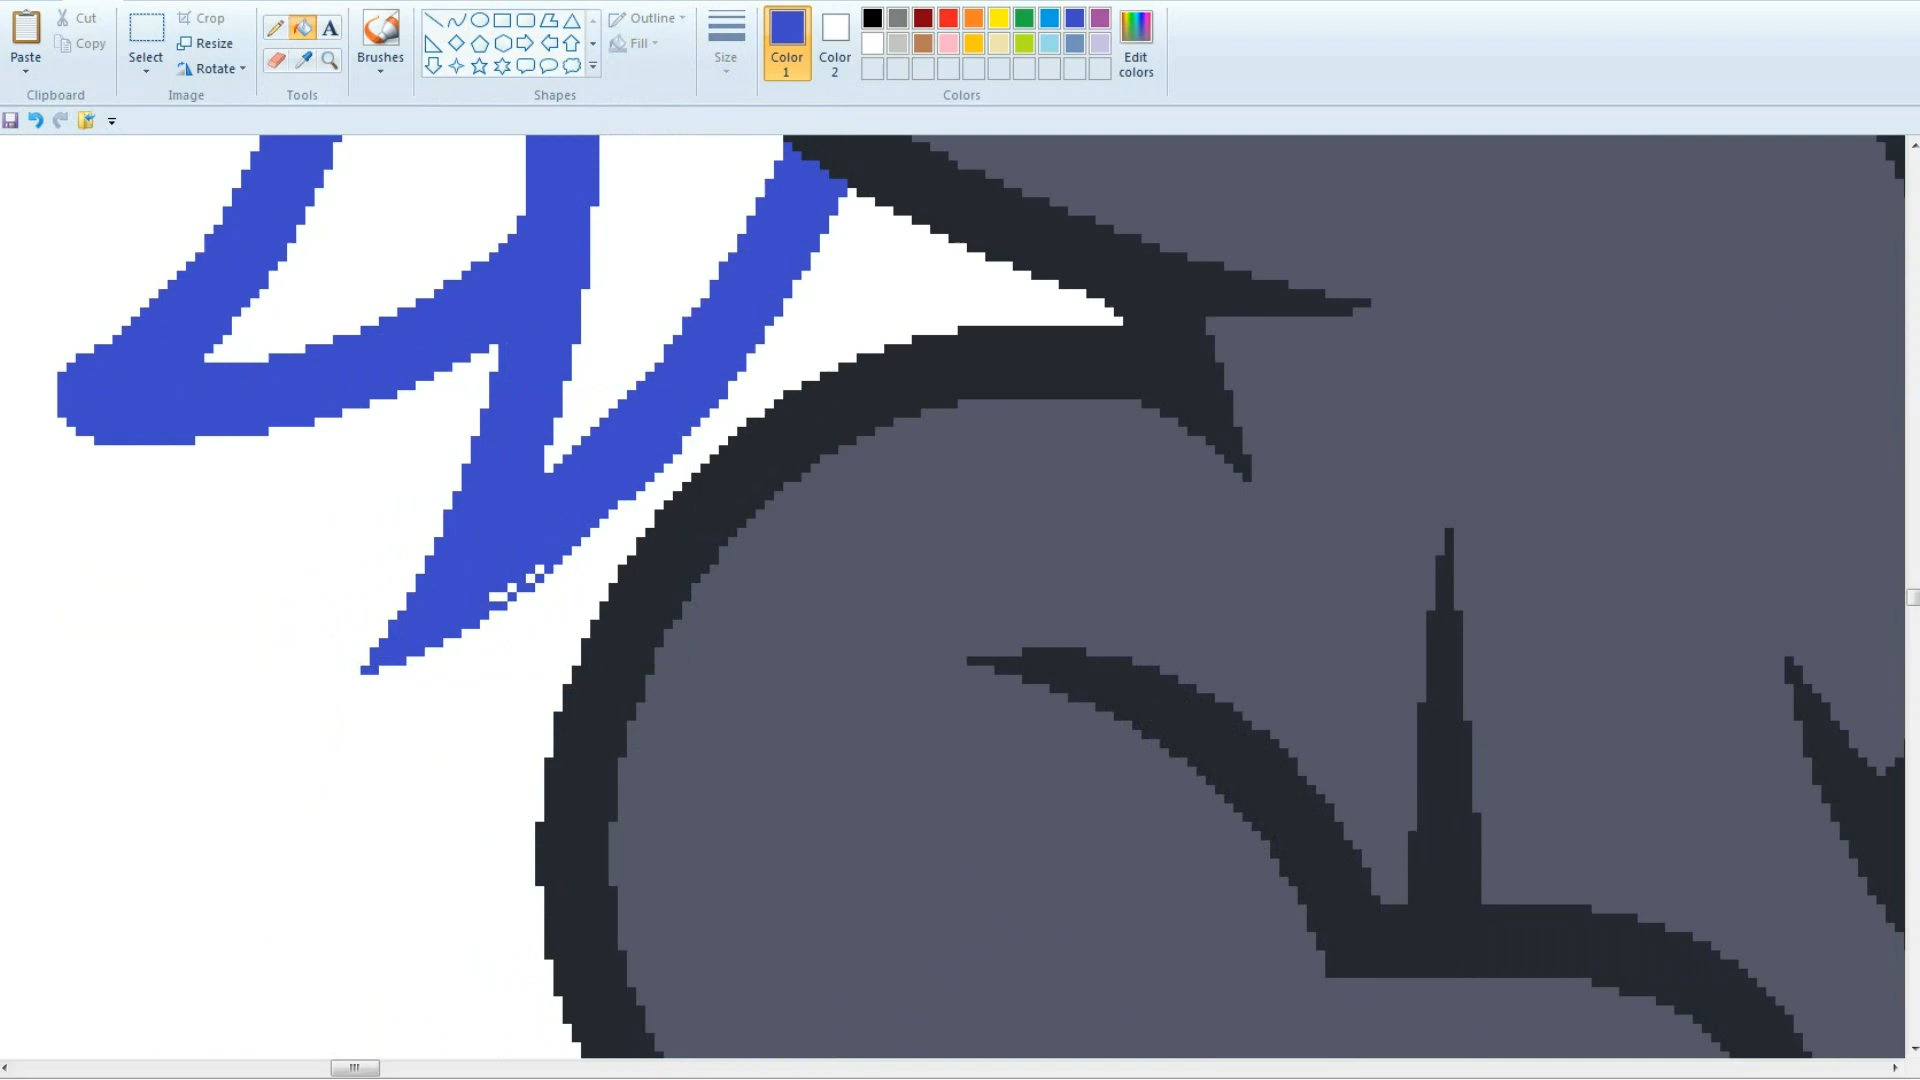 Paste
Cut
Copy
Clipboard
Select
Crop
Resize
Rotate
Image
A
Tools
Brushes
Outline
Fill
Shapes
Size
Color
1
Color
2
Edit
colors
Colors